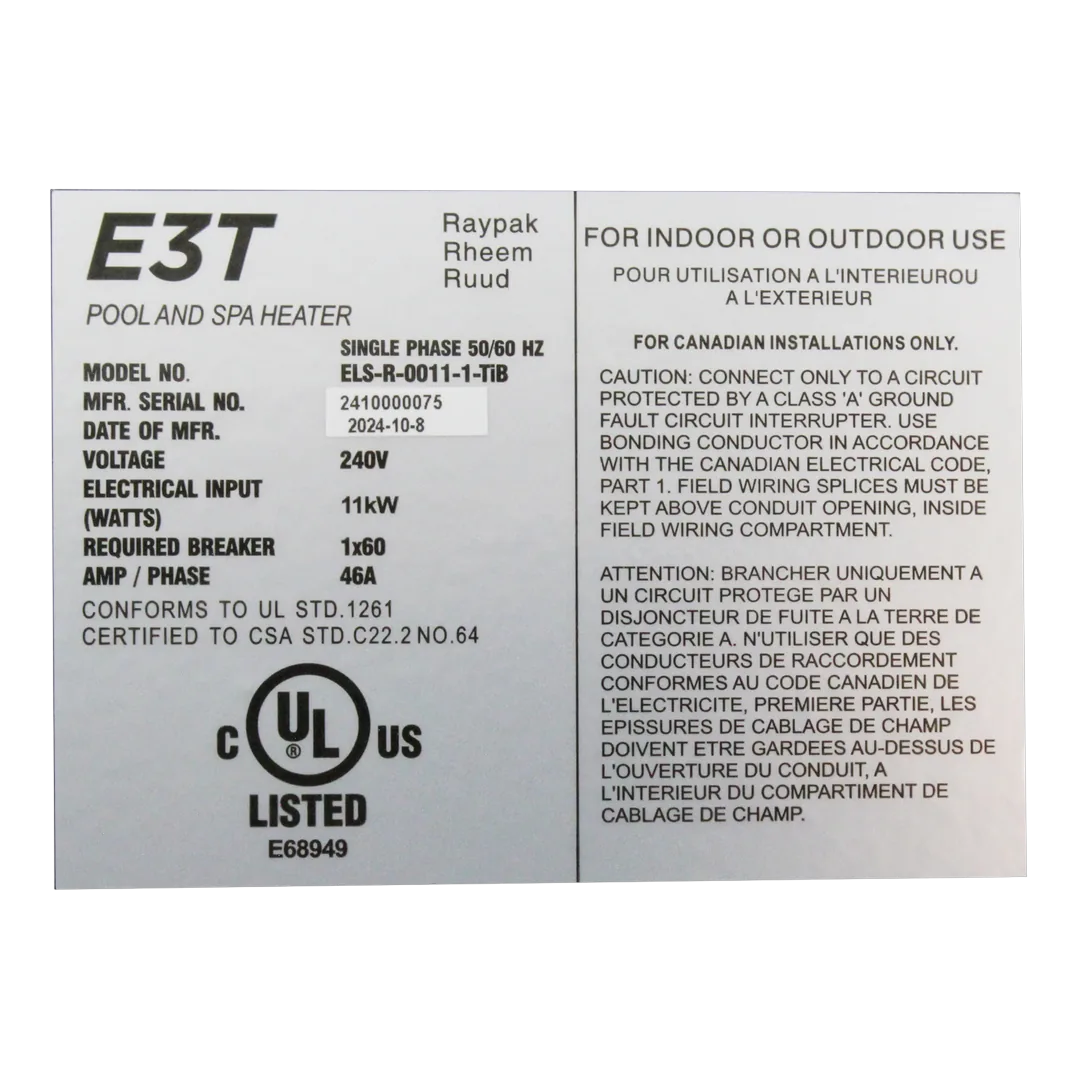 E3T
Raypak
Rheem
Ruud
POOL AND SPA HEATER
SINGLE PHASE 50/60 HZ
MODEL NO. ELS-R-0011-1-TiB
MFR. SERIAL NO. 2410000075
DATE OF MFR. 2024-10-8
VOLTAGE 240V
ELECTRICAL INPUT
(WATTS) 11kW
REQUIRED BREAKER 1x60
AMP / PHASE 46A
CONFORMS TO UL STD.1261
CERTIFIED TO CSA STD.C22.2 NO.64
C UL ® US
LISTED
E68949
FOR INDOOR OR OUTDOOR USE
POUR UTILISATION A L'INTERIEUROU
A L'EXTERIEUR
FOR CANADIAN INSTALLATIONS ONLY.
CAUTION: CONNECT ONLY TO A CIRCUIT
PROTECTED BY A CLASS 'A' GROUND
FAULT CIRCUIT INTERRUPTER. USE
BONDING CONDUCTOR IN ACCORDANCE
WITH THE CANADIAN ELECTRICAL CODE,
PART 1. FIELD WIRING SPLICES MUST BE
KEPT ABOVE CONDUIT OPENING, INSIDE
FIELD WIRING COMPARTMENT.
ATTENTION: BRANCHER UNIQUEMENT A
UN CIRCUIT PROTEGE PAR UN
DISJONCTEUR DE FUITE A LA TERRE DE
CATEGORIE A. N'UTILISER QUE DES
CONDUCTEURS DE RACCORDEMENT
CONFORMES AU CODE CANADIEN DE
L'ELECTRICITE, PREMIERE PARTIE, LES
EPISSURES DE CABLAGE DE CHAMP
DOIVENT ETRE GARDEES AU-DESSUS DE
L'OUVERTURE DU CONDUIT, A
L'INTERIEUR DU COMPARTIMENT DE
CABLAGE DE CHAMP.